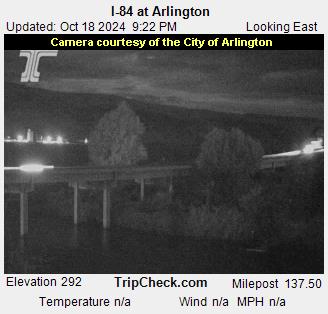 I-84 at Arlington
Updated: Oct 18 2024 9:22 PM Looking East
Camera courtesy of the City of Arlington
Elevation 292 TripCheck.com Milepost 137.50
Temperature n/a Wind n/a MPH n/a